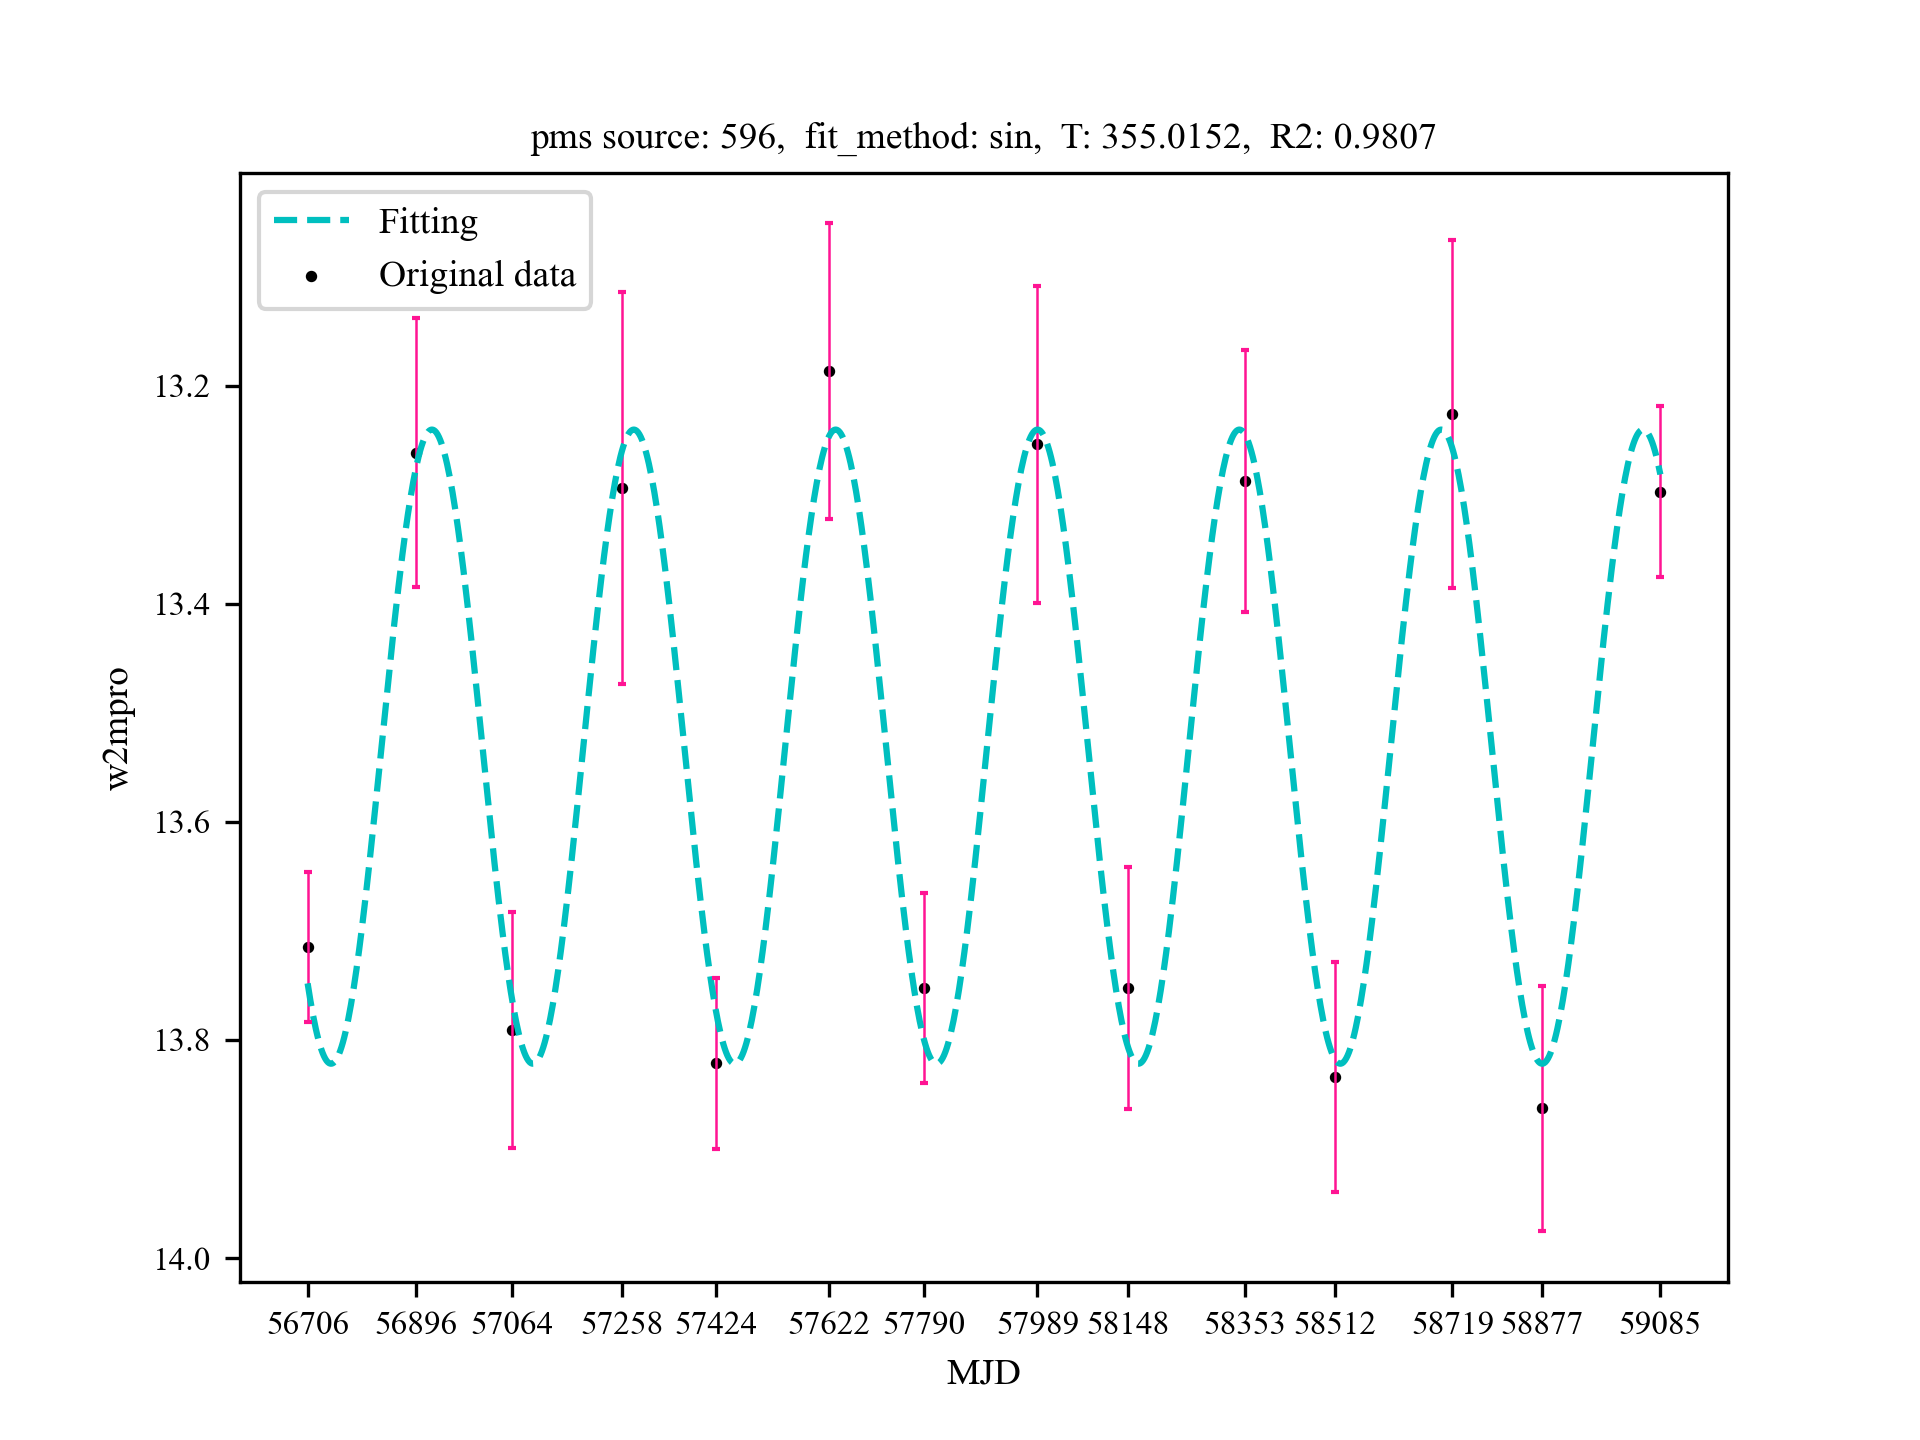 pms source: 596,  fit_method: sin,  T: 355.0152,  R2: 0.9807
Fitting
Original data
13.2
13.4
13.6
13.8
14.0
w2mpro
56706 56896 57064 57258 57424 57622 57790 57989 58148 58353 58512 58719 58877 59085
MJD